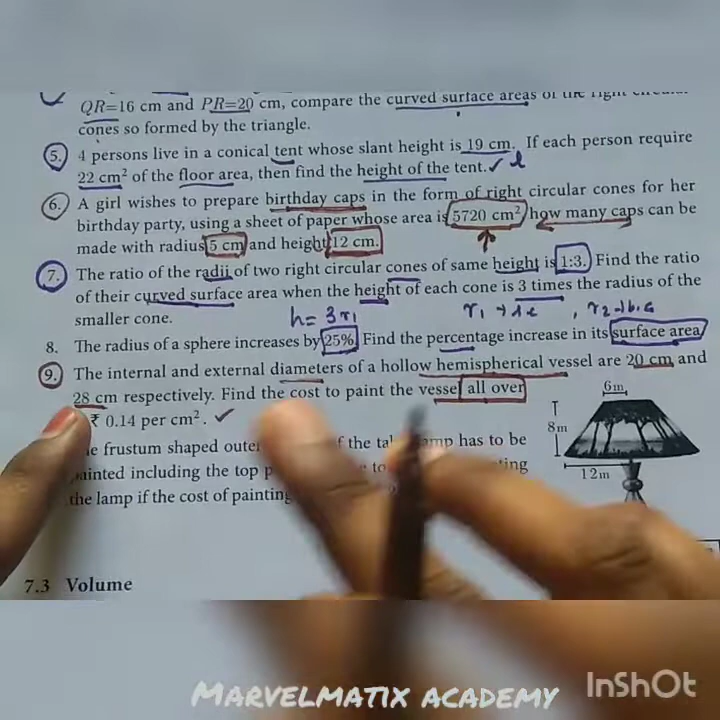 QR=16 cm and PR=20 cm, compare the curved surface areas of the right
cones so formed by the triangle.
5. 4 persons live in a conical tent whose slant height is 19 cm. If each person require
22 cm² of the floor area, then find the height of the tent. l
6. A girl wishes to prepare birthday caps in the form of right circular cones for her
birthday party, using a sheet of paper whose area is 5720 cm² how many caps can be
made with radius 5 cm and height 12 cm.
7. The ratio of the radii of two right circular cones of same height is 1:3. Find the ratio
of their curved surface area when the height of each cone is 3 times the radius of the
smaller cone. h = 3r₁
8. The radius of a sphere increases by 25%. Find the percentage increase in its surface area
9. The internal and external diameters of a hollow hemispherical vessel are 20 cm and
28 cm respectively. Find the cost to paint the vessel all over
₹ 0.14 per cm².
6m
8m
12m
frustum shaped the has to be
including the top
the lamp if the cost of painting
7.3 Volume
MARVELMATIX ACADEMY
InShOt